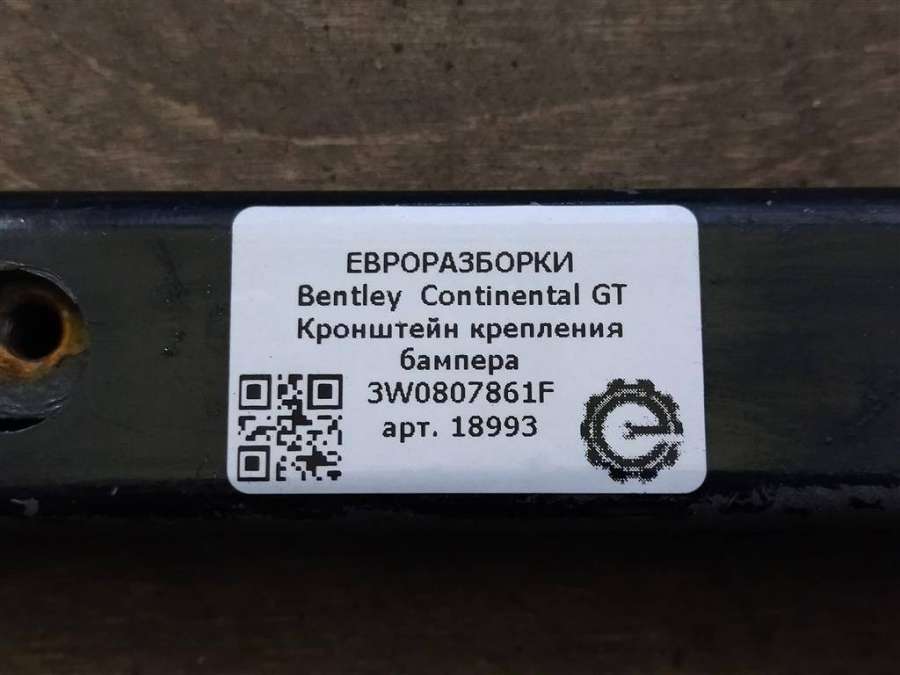 ЕВРОРАЗБОРКИ
Bentley Continental GT
Кронштейн крепления
бампера
3W0807861F
арт. 18993